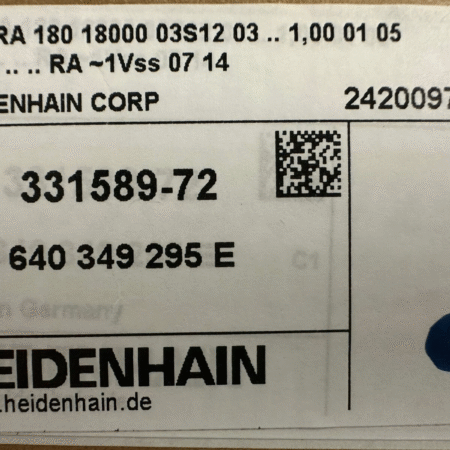 RA 180 18000 03S12 03 .. 1,00 01 05
.. .. RA ~1Vss 07 14
ENHAIN CORP 2420097
331589-72
640 349 295 E
C1
n Germany
EIDENHAIN
.heidenhain.de